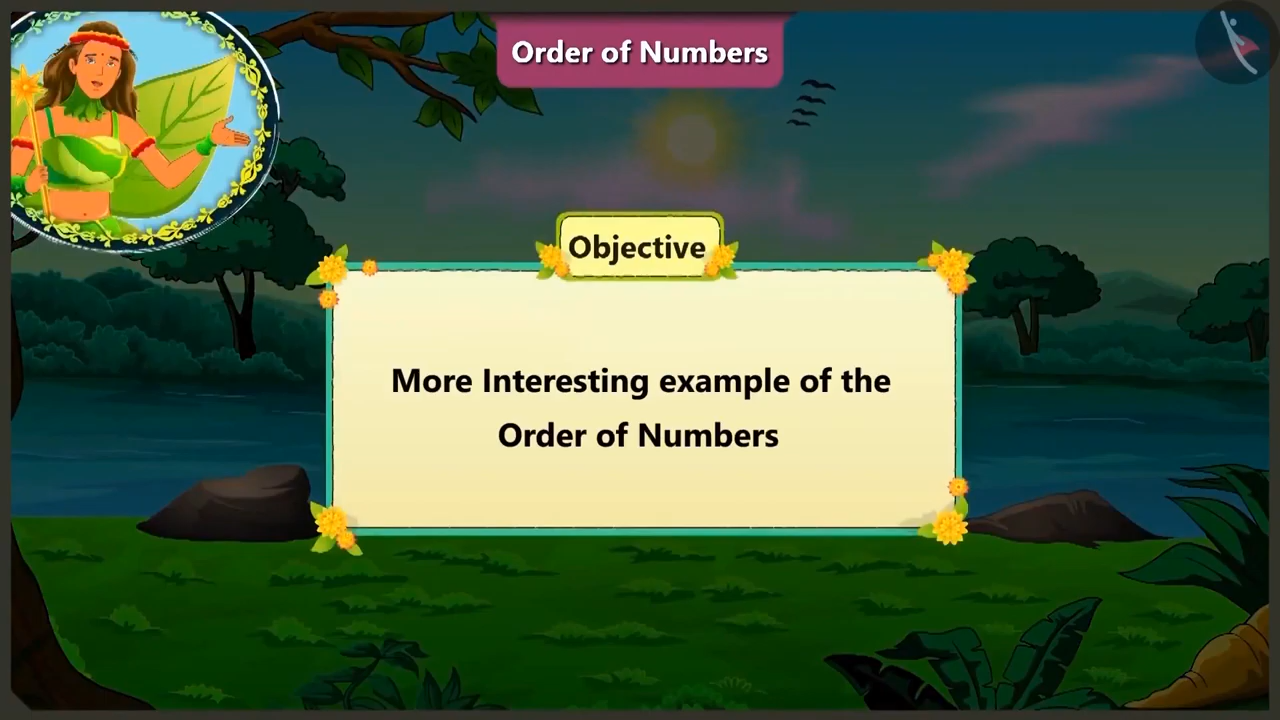 Order of Numbers
Objective
More Interesting example of the
Order of Numbers